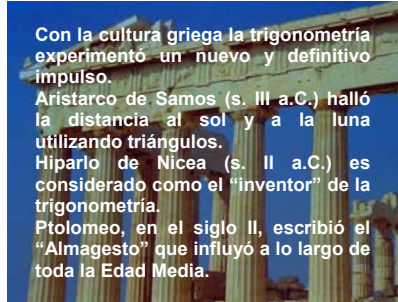 Con la cultura griega la trigonometría
experimentó un nuevo y definitivo
impulso.
Aristarco de Samos (s. III a.C.) halló
la distancia al sol y a la luna
utilizando triángulos.
Hiparlo de Nicea (s. II a.C.) es
considerado como el “inventor” de la
trigonometría.
Ptolomeo, en el siglo II, escribió el
“Almagesto” que influyó a lo largo de
toda la Edad Media.